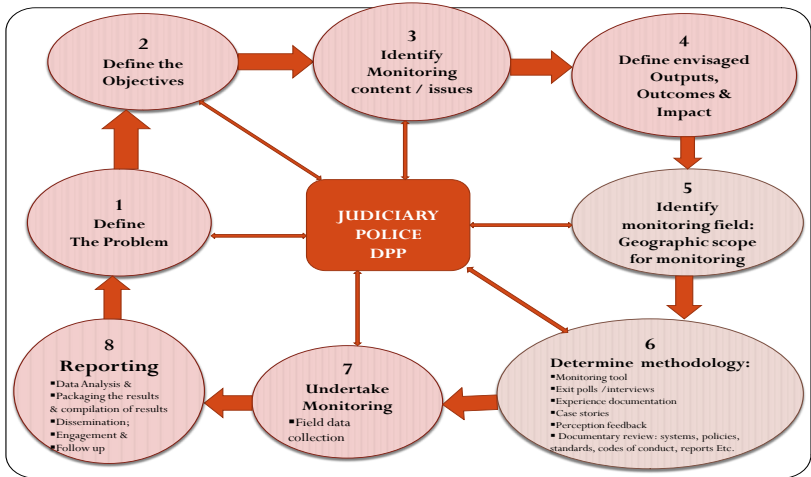 1
Define
The Problem
2
Define the
Objectives
3
Identify
Monitoring
content / issues
4
Define envisaged
Outputs,
Outcomes &
Impact
5
Identify
monitoring field:
Geographic scope
for monitoring
6
Determine methodology:
▪Monitoring tool
▪Exit polls /interviews
▪Experience documentation
▪Case stories
▪Perception feedback
▪ Documentary review: systems, policies,
standards, codes of conduct, reports Etc.
7
Undertake
Monitoring
▪Field data
collection
8
Reporting
▪Data Analysis &
▪Packaging the results
& compilation of results
▪Dissemination;
▪Engagement &
▪Follow up
JUDICIARY
POLICE
DPP